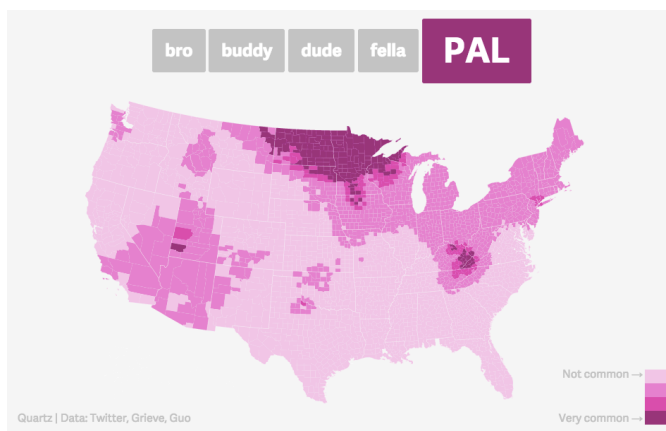 bro buddy dude fella PAL
Not common →
Very common →
Quartz | Data: Twitter, Grieve, Guo